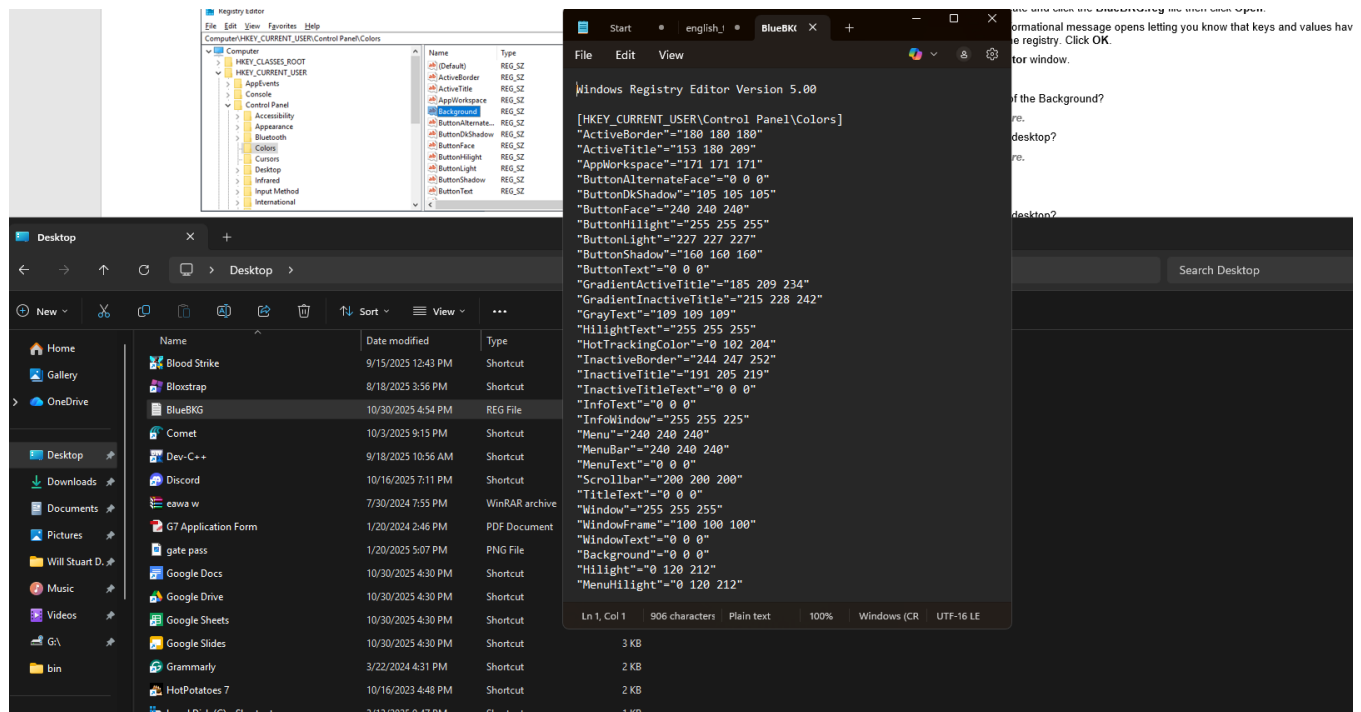 Registry Editor
File Edit View Favorites Help
Computer\HKEY_CURRENT_USER\Control Panel\Colors
Computer
HKEY_CLASSES_ROOT
HKEY_CURRENT_USER
AppEvents
Console
Control Panel
Accessibility
Appearance
Bluetooth
Colors
Cursors
Desktop
Infrared
Input Method
International
Name Type
(Default) REG_SZ
ActiveBorder REG_SZ
ActiveTitle REG_SZ
AppWorkspace REG_SZ
Background REG_SZ
ButtonAlternate... REG_SZ
ButtonDkShadow REG_SZ
ButtonFace REG_SZ
ButtonHilight REG_SZ
ButtonLight REG_SZ
ButtonShadow REG_SZ
ButtonText REG_SZ
Start english_ BlueBK
File Edit View
Windows Registry Editor Version 5.00
[HKEY_CURRENT_USER\Control Panel\Colors]
"ActiveBorder"="180 180 180"
"ActiveTitle"="153 180 209"
"AppWorkspace"="171 171 171"
"ButtonAlternateFace"="0 0 0"
"ButtonDkShadow"="105 105 105"
"ButtonFace"="240 240 240"
"ButtonHilight"="255 255 255"
"ButtonLight"="227 227 227"
"ButtonShadow"="160 160 160"
"ButtonText"="0 0 0"
"GradientActiveTitle"="185 209 234"
"GradientInactiveTitle"="215 228 242"
"GrayText"="109 109 109"
"HilightText"="255 255 255"
"HotTrackingColor"="0 102 204"
"InactiveBorder"="244 247 252"
"InactiveTitle"="191 205 219"
"InactiveTitleText"="0 0 0"
"InfoText"="0 0 0"
"InfoWindow"="255 255 225"
"Menu"="240 240 240"
"MenuBar"="240 240 240"
"MenuText"="0 0 0"
"Scrollbar"="200 200 200"
"TitleText"="0 0 0"
"Window"="255 255 255"
"WindowFrame"="100 100 100"
"WindowText"="0 0 0"
"Background"="0 0 0"
"Hilight"="0 120 212"
"MenuHilight"="0 120 212"
Ln 1, Col 1 906 characters Plain text 100% Windows (CR UTF-16 LE
and click the BlueBKG.reg file then click Open.
ormational message opens letting you know that keys and values hav
e registry. Click OK.
tor window.
of the Background?
re.
desktop?
re.
desktop?
Desktop
Desktop
Search Desktop
New Sort View
Home
Gallery
OneDrive
Desktop
Downloads
Documents
Pictures
Will Stuart D.
Music
Videos
G:\
bin
Name Date modified Type
Blood Strike 9/15/2025 12:43 PM Shortcut
Bloxstrap 8/18/2025 3:56 PM Shortcut
BlueBKG 10/30/2025 4:54 PM REG File
Comet 10/3/2025 9:15 PM Shortcut
Dev-C++ 9/18/2025 10:56 AM Shortcut
Discord 10/16/2025 7:11 PM Shortcut
eawa w 7/30/2024 7:55 PM WinRAR archive
G7 Application Form 1/20/2024 2:46 PM PDF Document
gate pass 1/20/2025 5:07 PM PNG File
Google Docs 10/30/2025 4:30 PM Shortcut
Google Drive 10/30/2025 4:30 PM Shortcut
Google Sheets 10/30/2025 4:30 PM Shortcut
Google Slides 10/30/2025 4:30 PM Shortcut 3 KB
Grammarly 3/22/2024 4:31 PM Shortcut 2 KB
HotPotatoes 7 10/16/2023 4:48 PM Shortcut 2 KB